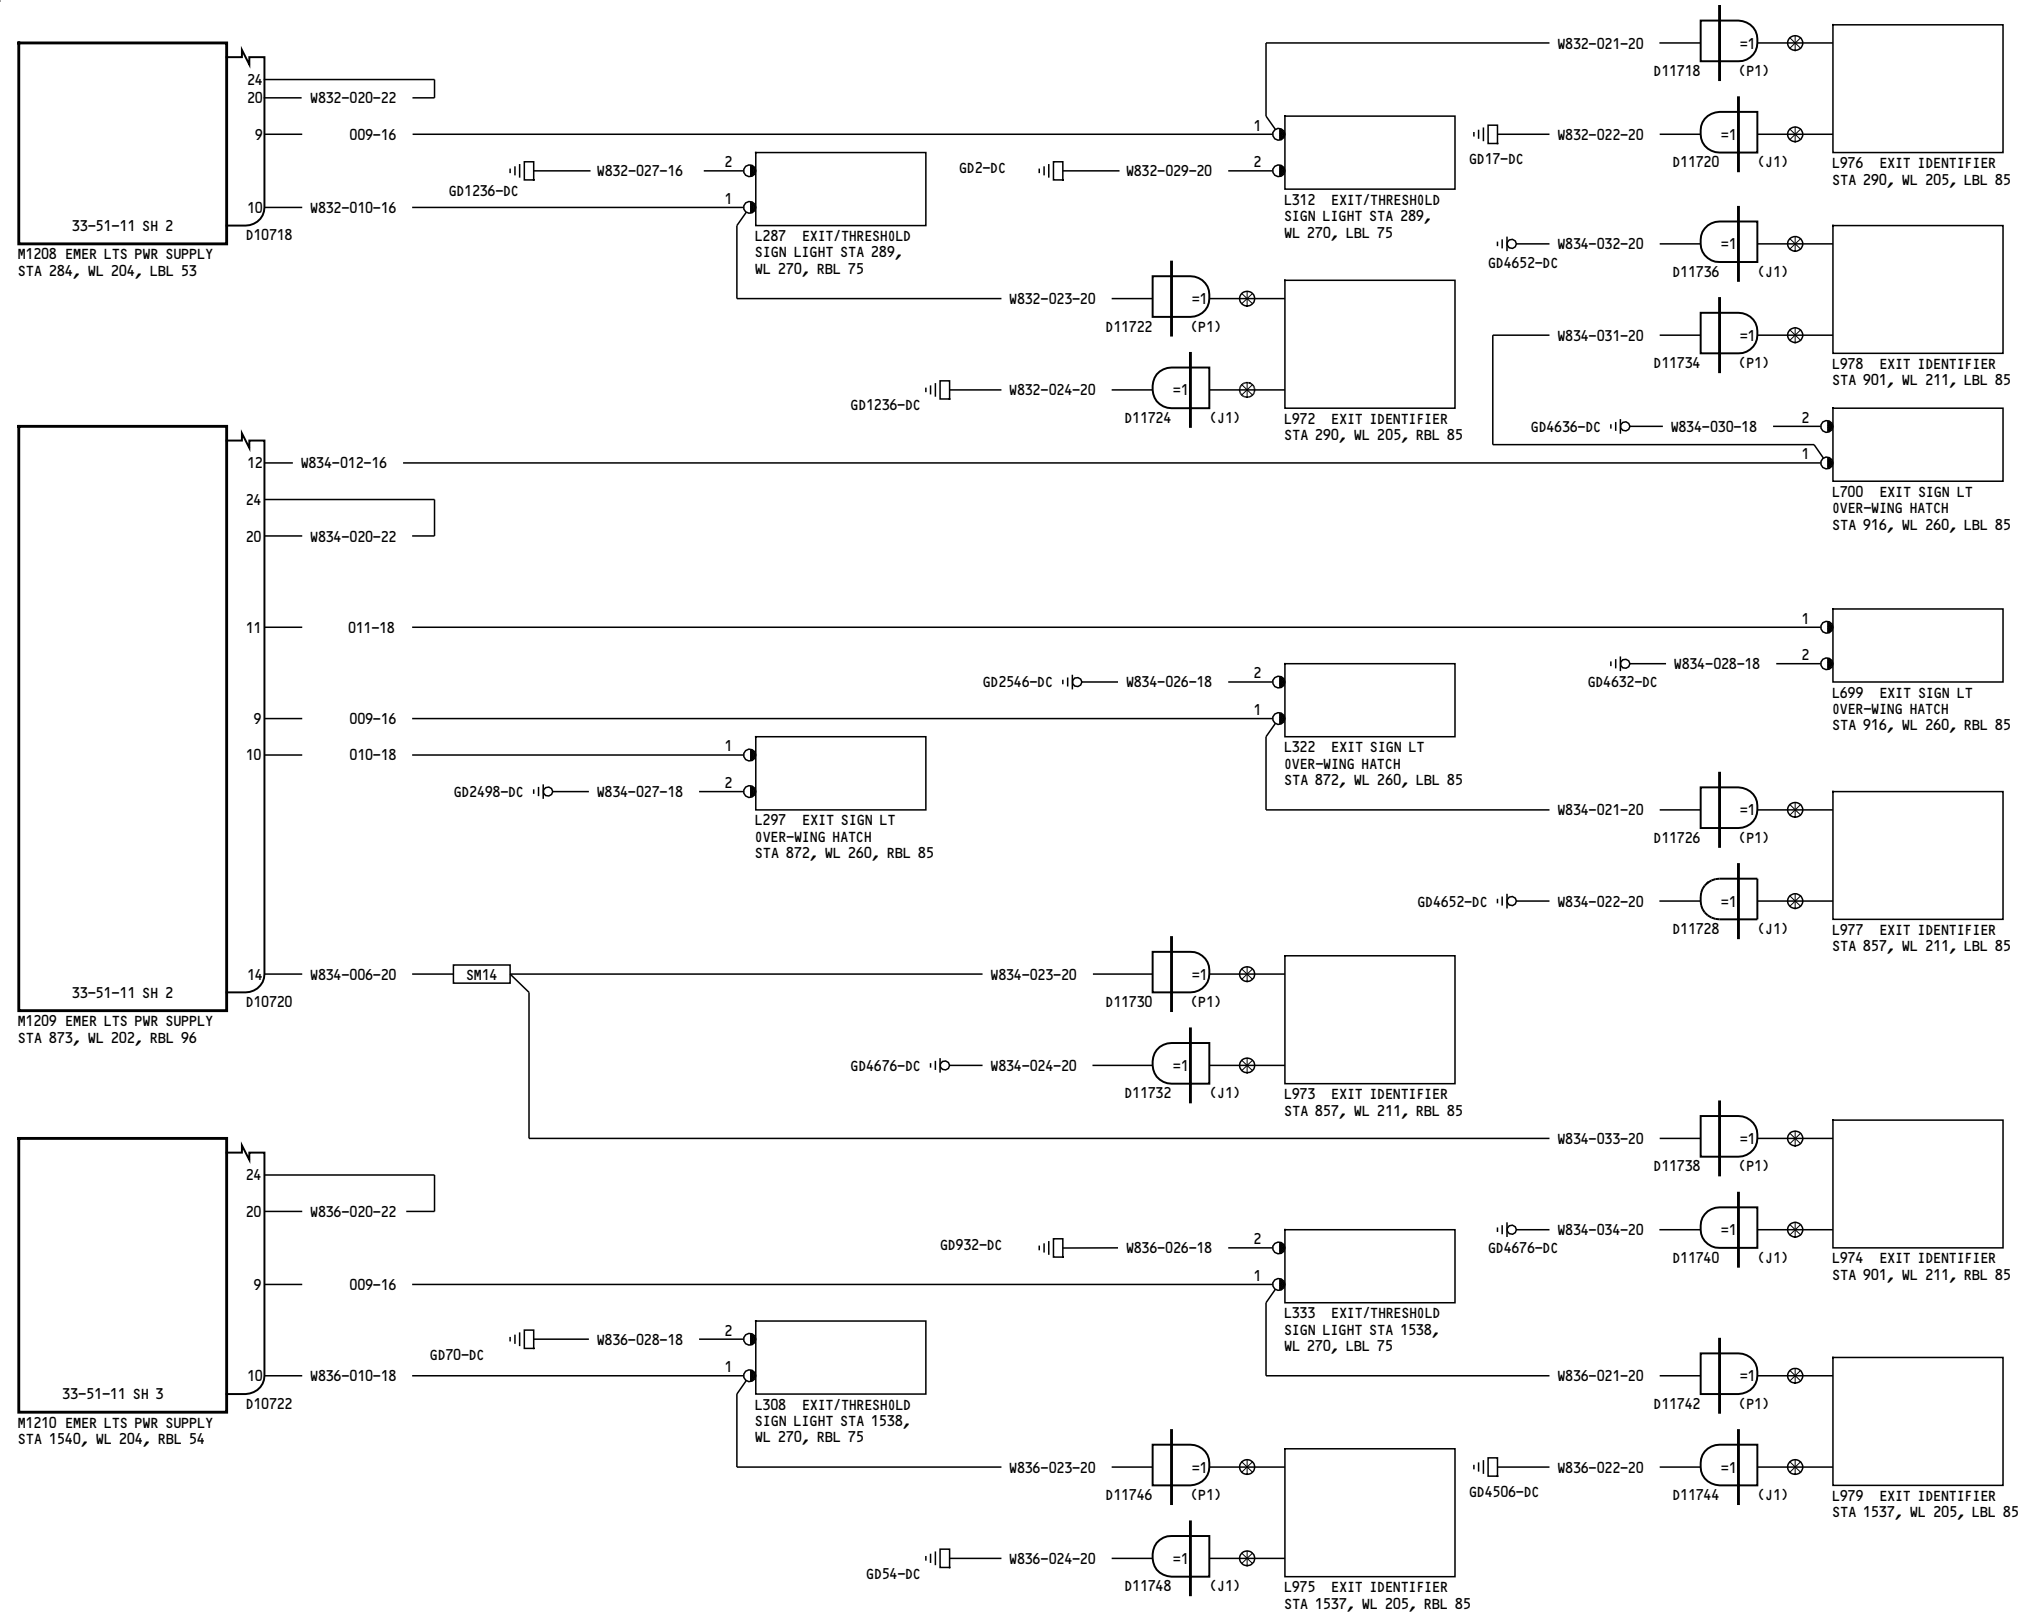 24
20 W832-020-22
9 009-16
10 W832-010-16
33-51-11 SH 2
D10718
M1208 EMER LTS PWR SUPPLY
STA 284, WL 204, LBL 53
GD1236-DC W832-027-16 2
1
L287 EXIT/THRESHOLD
SIGN LIGHT STA 289,
WL 270, RBL 75
1
GD2-DC W832-029-20 2
L312 EXIT/THRESHOLD
SIGN LIGHT STA 289,
WL 270, LBL 75
W832-021-20 =1
D11718 (P1)
GD17-DC W832-022-20 =1
D11720 (J1)
L976 EXIT IDENTIFIER
STA 290, WL 205, LBL 85
GD4652-DC W834-032-20 =1
D11736 (J1)
W834-031-20 =1
D11734 (P1)
L978 EXIT IDENTIFIER
STA 901, WL 211, LBL 85
W832-023-20 =1
D11722 (P1)
GD1236-DC W832-024-20 =1
D11724 (J1)
L972 EXIT IDENTIFIER
STA 290, WL 205, RBL 85
GD4636-DC W834-030-18 2
1
L700 EXIT SIGN LT
OVER-WING HATCH
STA 916, WL 260, LBL 85
12 W834-012-16
24
20 W834-020-22
11 011-18
9 009-16
10 010-18
14 W834-006-20 SM14
33-51-11 SH 2
D10720
M1209 EMER LTS PWR SUPPLY
STA 873, WL 202, RBL 96
1
GD4632-DC W834-028-18 2
L699 EXIT SIGN LT
OVER-WING HATCH
STA 916, WL 260, RBL 85
GD2546-DC W834-026-18 2
1
L322 EXIT SIGN LT
OVER-WING HATCH
STA 872, WL 260, LBL 85
1
GD2498-DC W834-027-18 2
L297 EXIT SIGN LT
OVER-WING HATCH
STA 872, WL 260, RBL 85
W834-021-20 =1
D11726 (P1)
GD4652-DC W834-022-20 =1
D11728 (J1)
L977 EXIT IDENTIFIER
STA 857, WL 211, LBL 85
W834-023-20 =1
D11730 (P1)
GD4676-DC W834-024-20 =1
D11732 (J1)
L973 EXIT IDENTIFIER
STA 857, WL 211, RBL 85
W834-033-20 =1
D11738 (P1)
GD4676-DC W834-034-20 =1
D11740 (J1)
L974 EXIT IDENTIFIER
STA 901, WL 211, RBL 85
24
20 W836-020-22
9 009-16
10 W836-010-18
33-51-11 SH 3
D10722
M1210 EMER LTS PWR SUPPLY
STA 1540, WL 204, RBL 54
GD932-DC W836-026-18 2
1
L333 EXIT/THRESHOLD
SIGN LIGHT STA 1538,
WL 270, LBL 75
GD70-DC W836-028-18 2
1
L308 EXIT/THRESHOLD
SIGN LIGHT STA 1538,
WL 270, RBL 75
W836-021-20 =1
D11742 (P1)
GD4506-DC W836-022-20 =1
D11744 (J1)
L979 EXIT IDENTIFIER
STA 1537, WL 205, LBL 85
W836-023-20 =1
D11746 (P1)
GD54-DC W836-024-20 =1
D11748 (J1)
L975 EXIT IDENTIFIER
STA 1537, WL 205, RBL 85